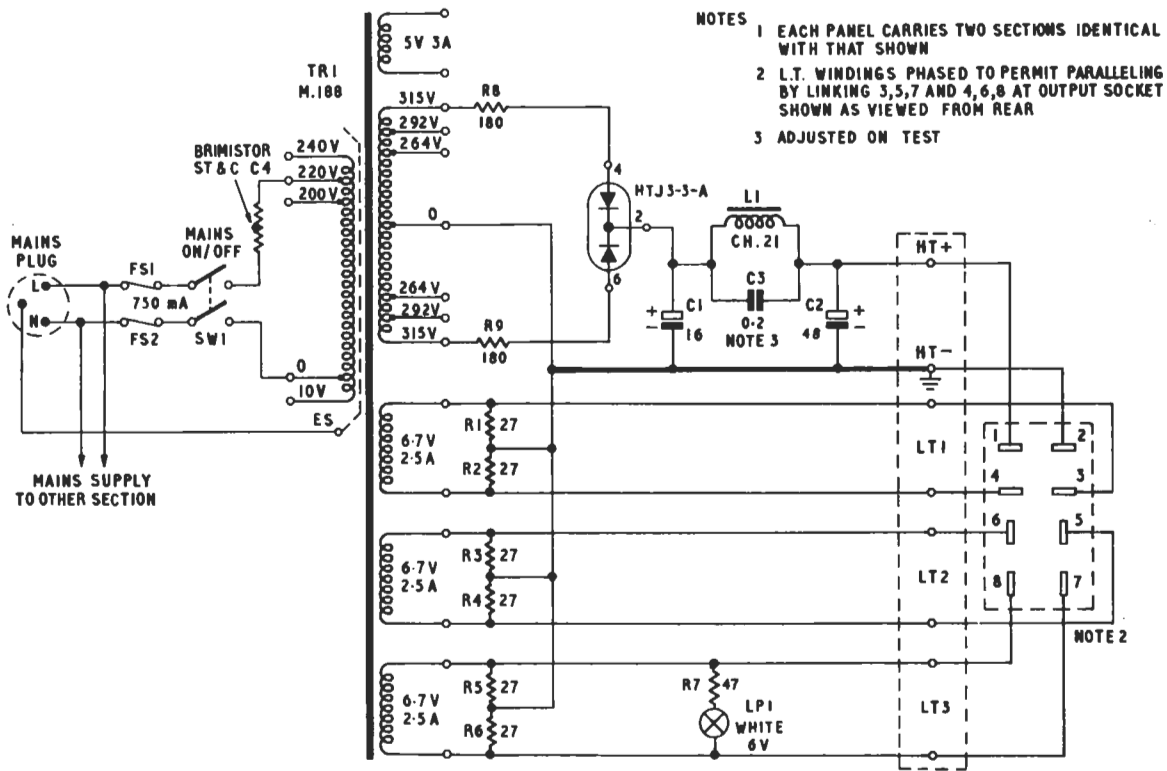 NOTES
1 EACH PANEL CARRIES TWO SECTIONS IDENTICAL
WITH THAT SHOWN
2 L.T. WINDINGS PHASED TO PERMIT PARALLELING
BY LINKING 3,5,7 AND 4,6,8 AT OUTPUT SOCKET
SHOWN AS VIEWED FROM REAR
3 ADJUSTED ON TEST
5V 3A
TR1
M.188
315V
292V
264V
0
264V
292V
315V
R8
180
R9
180
BRIMISTOR
ST&C C4
240V
220V
200V
0
10V
ES
MAINS
PLUG
L
N
FS1
750 mA
FS2
MAINS
ON/OFF
SW1
MAINS SUPPLY
TO OTHER SECTION
4
HTJ3-3-A
2
6
L1
CH.21
C3
0.2
NOTE 3
+
-
C1
16
C2
48
+
-
HT+
HT-
6.7V
2.5A
R1
27
R2
27
LT1
6.7V
2.5A
R3
27
R4
27
LT2
6.7V
2.5A
R5
27
R6
27
R7
47
LP1
WHITE
6V
LT3
1
2
4
3
6
5
8
7
NOTE 2